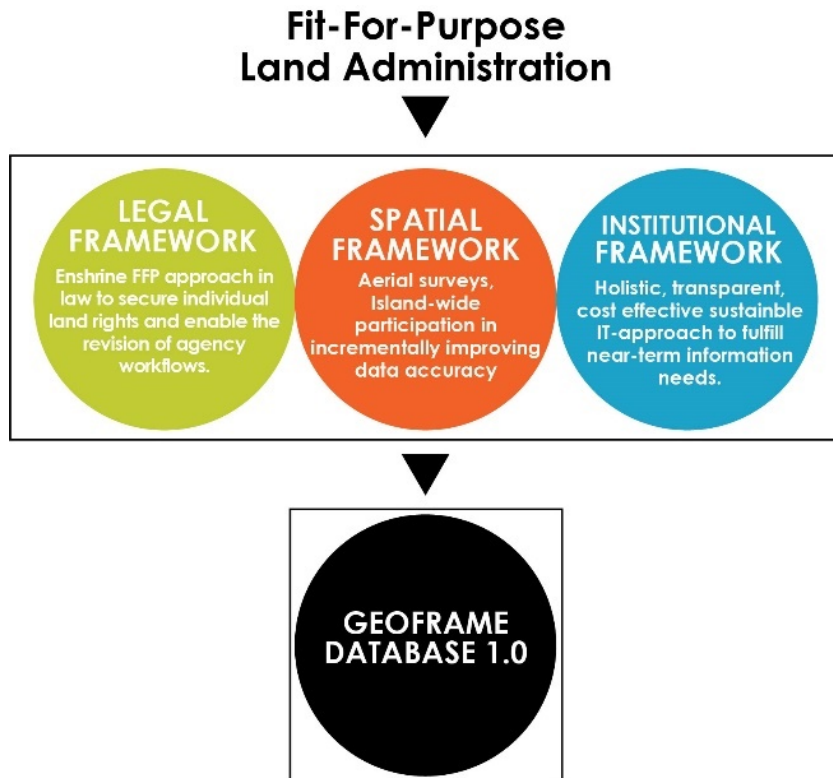 Fit-For-Purpose
Land Administration
LEGAL
FRAMEWORK
Enshrine FFP approach in
law to secure individual
land rights and enable the
revision of agency
workflows.
SPATIAL
FRAMEWORK
Aerial surveys,
Island-wide
participation in
incrementally improving
data accuracy
INSTITUTIONAL
FRAMEWORK
Holistic, transparent,
cost effective sustainble
IT-approach to fulfill
near-term information
needs.
GEOFRAME
DATABASE 1.0